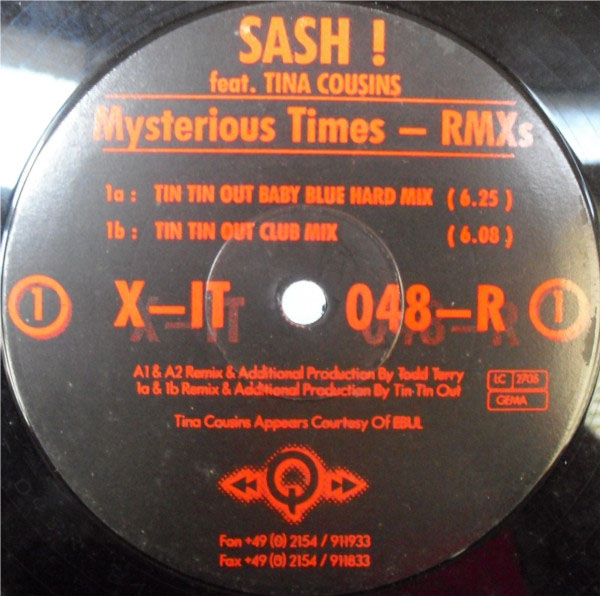 SASH !
feat. TINA COUSINS
Mysterious Times – RMXs
1a : TIN TIN OUT BABY BLUE HARD MIX ( 6.25 )
1b : TIN TIN OUT CLUB MIX ( 6.08 )
1 X–IT 048–R 1
A1 & A2 Remix & Additional Production By Todd Terry
1a & 1b Remix & Additional Production By Tin Tin Out
LC 2705
GEMA
Tina Cousins Appears Courtesy Of EBUL
Fon +49 (0) 2154 / 911933
Fax +49 (0) 2154 / 911833